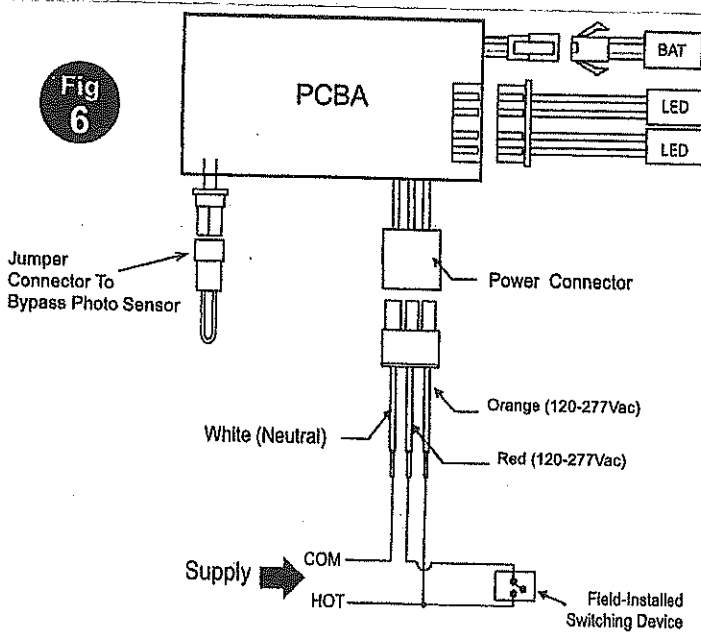 Fig
6
PCBA
BAT
LED
LED
Jumper
Connector To
Bypass Photo Sensor
Power Connector
Orange (120-277Vac)
White (Neutral)
Red (120-277Vac)
Supply
COM
HOT
Field-Installed
Switching Device